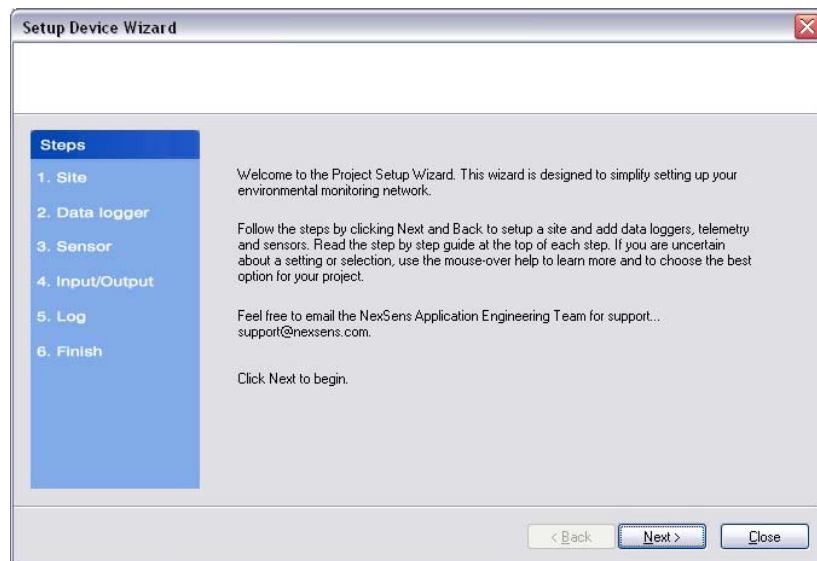 Setup Device Wizard
Steps
1. Site
2. Data logger
3. Sensor
4. Input/Output
5. Log
6. Finish
Welcome to the Project Setup Wizard. This wizard is designed to simplify setting up your
environmental monitoring network.
Follow the steps by clicking Next and Back to setup a site and add data loggers, telemetry
and sensors. Read the step by step guide at the top of each step. If you are uncertain
about a setting or selection, use the mouse-over help to learn more and to choose the best
option for your project.
Feel free to email the NexSens Application Engineering Team for support...
support@nexsens.com.
Click Next to begin.
< Back
Next >
Close